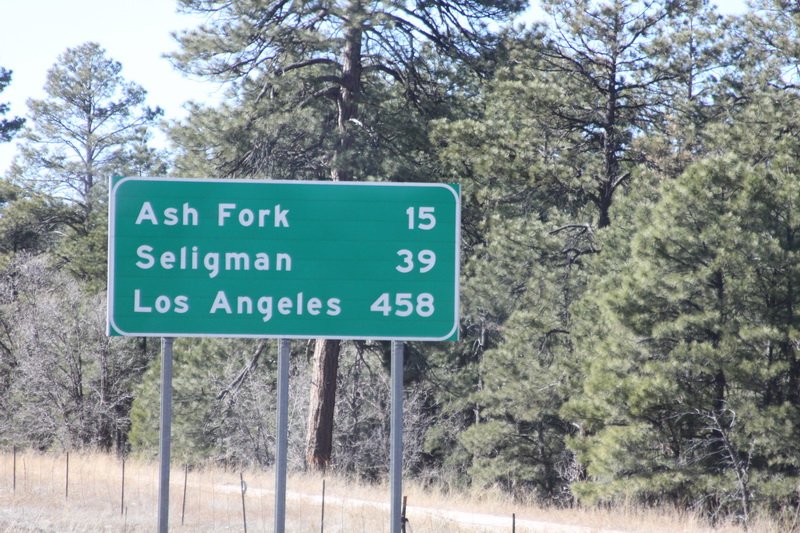 Ash Fork 15
Seligman 39
Los Angeles 458